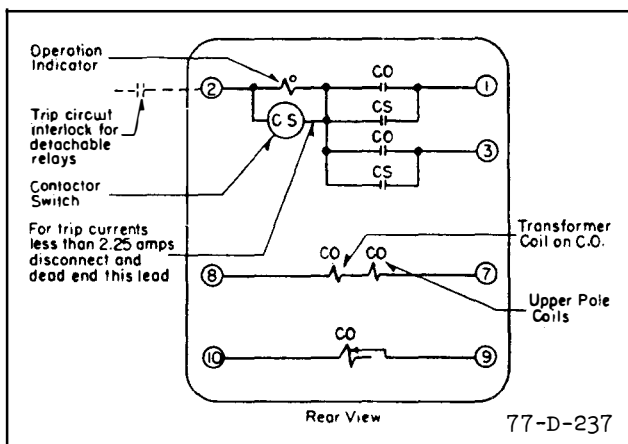 Operation
Indicator
CO
2
1
CS
CS
Trip circuit
interlock for
detachable
relays
CO
3
CS
Contactor
Switch
For trip currents
less than 2.25 amps
disconnect and
dead end this lead
Transformer
Coil on C.O.
CO
CO
8
7
Upper Pole
Coils
CO
10
9
Rear View
77-D-237